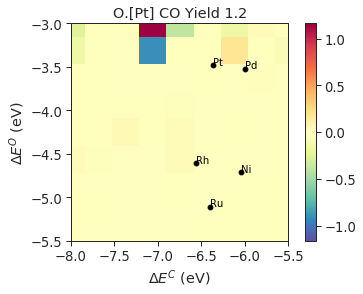 O.[Pt] CO Yield 1.2
−3.0
−3.5
−4.0
−4.5
−5.0
−5.5
ΔE^O (eV)
Pt
Pd
Rh
Ni
Ru
−8.0 −7.5 −7.0 −6.5 −6.0 −5.5
ΔE^C (eV)
1.0
0.5
0.0
−0.5
−1.0